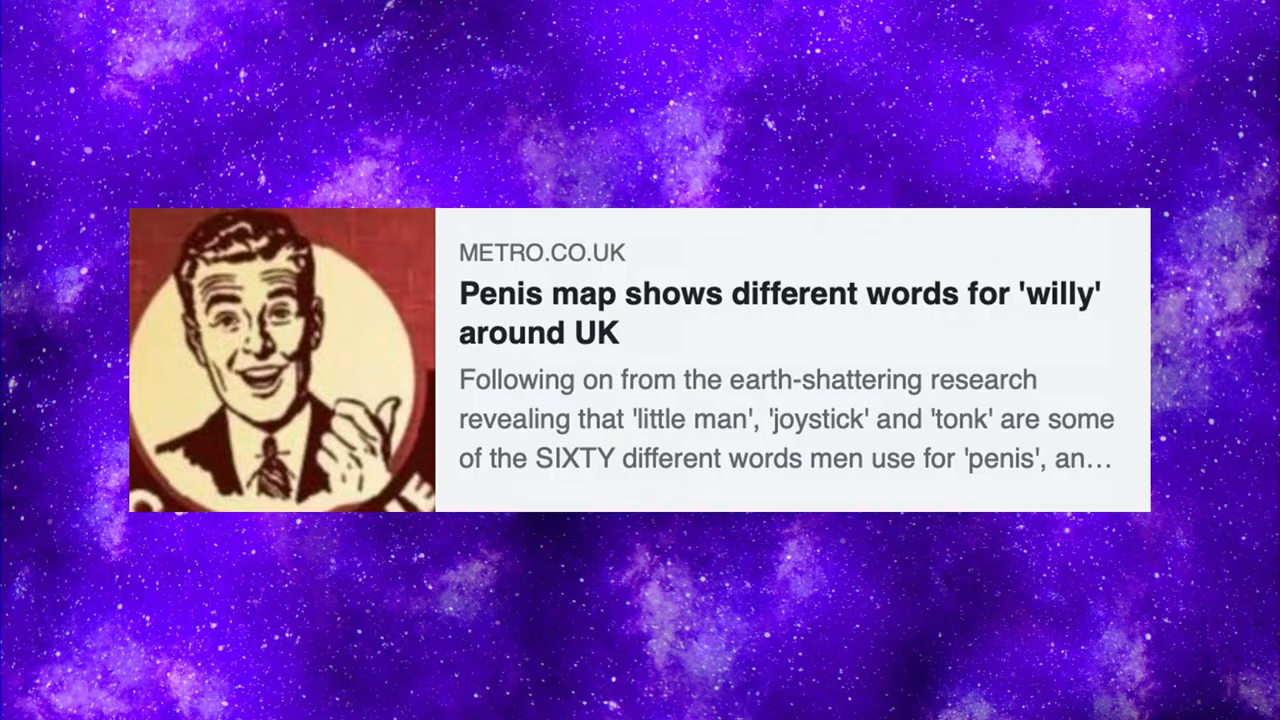 METRO.CO.UK
Penis map shows different words for 'willy'
around UK
Following on from the earth-shattering research
revealing that 'little man', 'joystick' and 'tonk' are some
of the SIXTY different words men use for 'penis', an…